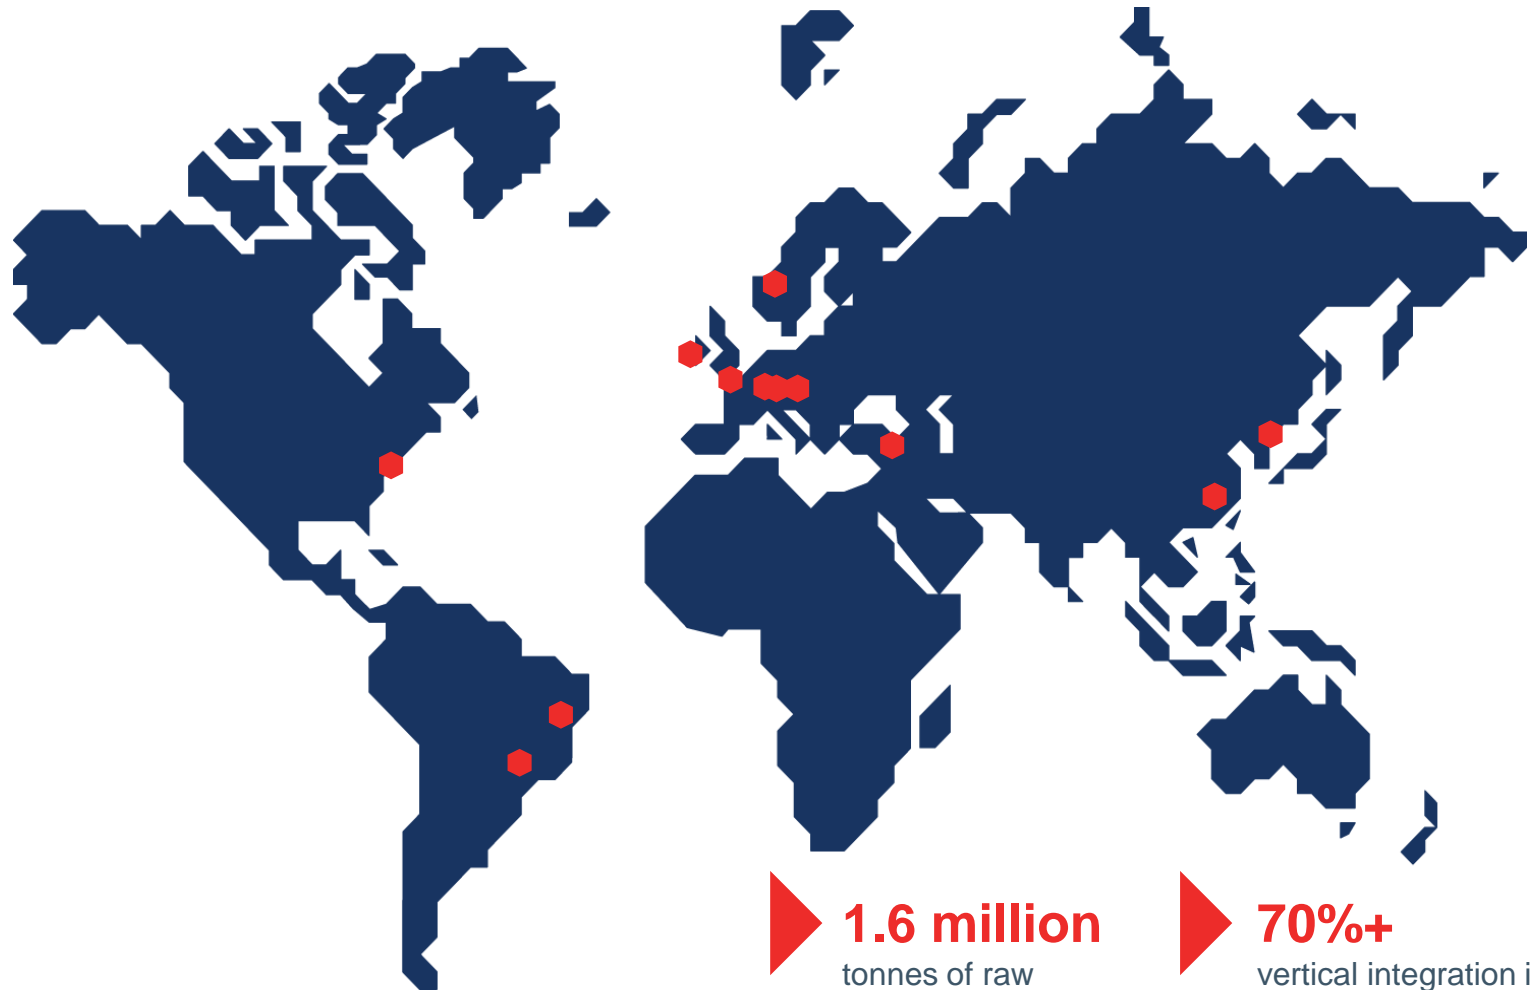 1.6 million
tonnes of raw
70%+
vertical integration i